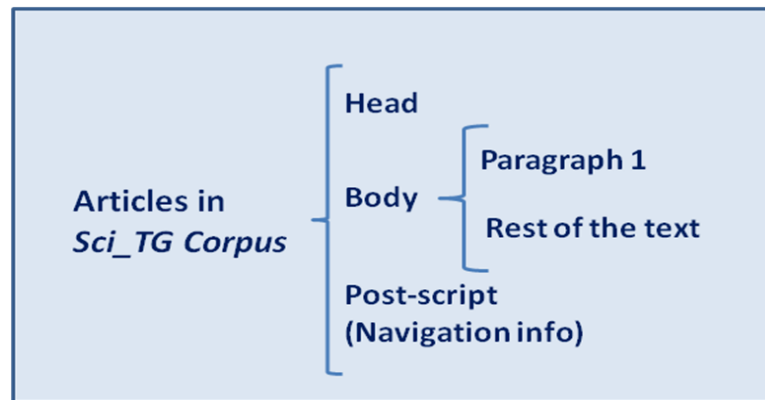 Articles in
Sci_TG Corpus
Head
Body
Paragraph 1
Rest of the text
Post-script
(Navigation info)